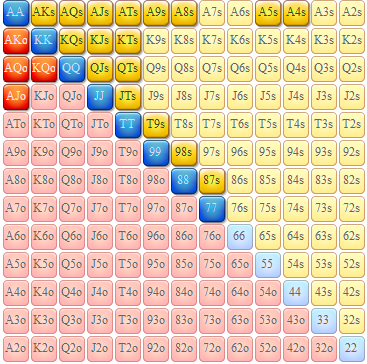 AA AKs AQs AJs ATs A9s A8s A7s A6s A5s A4s A3s A2s
AKo KK KQs KJs KTs K9s K8s K7s K6s K5s K4s K3s K2s
AQo KQo QQ QJs QTs Q9s Q8s Q7s Q6s Q5s Q4s Q3s Q2s
AJo KJo QJo JJ JTs J9s J8s J7s J6s J5s J4s J3s J2s
ATo KTo QTo JTo TT T9s T8s T7s T6s T5s T4s T3s T2s
A9o K9o Q9o J9o T9o 99 98s 97s 96s 95s 94s 93s 92s
A8o K8o Q8o J8o T8o 98o 88 87s 86s 85s 84s 83s 82s
A7o K7o Q7o J7o T7o 97o 87o 77 76s 75s 74s 73s 72s
A6o K6o Q6o J6o T6o 96o 86o 76o 66 65s 64s 63s 62s
A5o K5o Q5o J5o T5o 95o 85o 75o 65o 55 54s 53s 52s
A4o K4o Q4o J4o T4o 94o 84o 74o 64o 54o 44 43s 42s
A3o K3o Q3o J3o T3o 93o 83o 73o 63o 53o 43o 33 32s
A2o K2o Q2o J2o T2o 92o 82o 72o 62o 52o 42o 32o 22